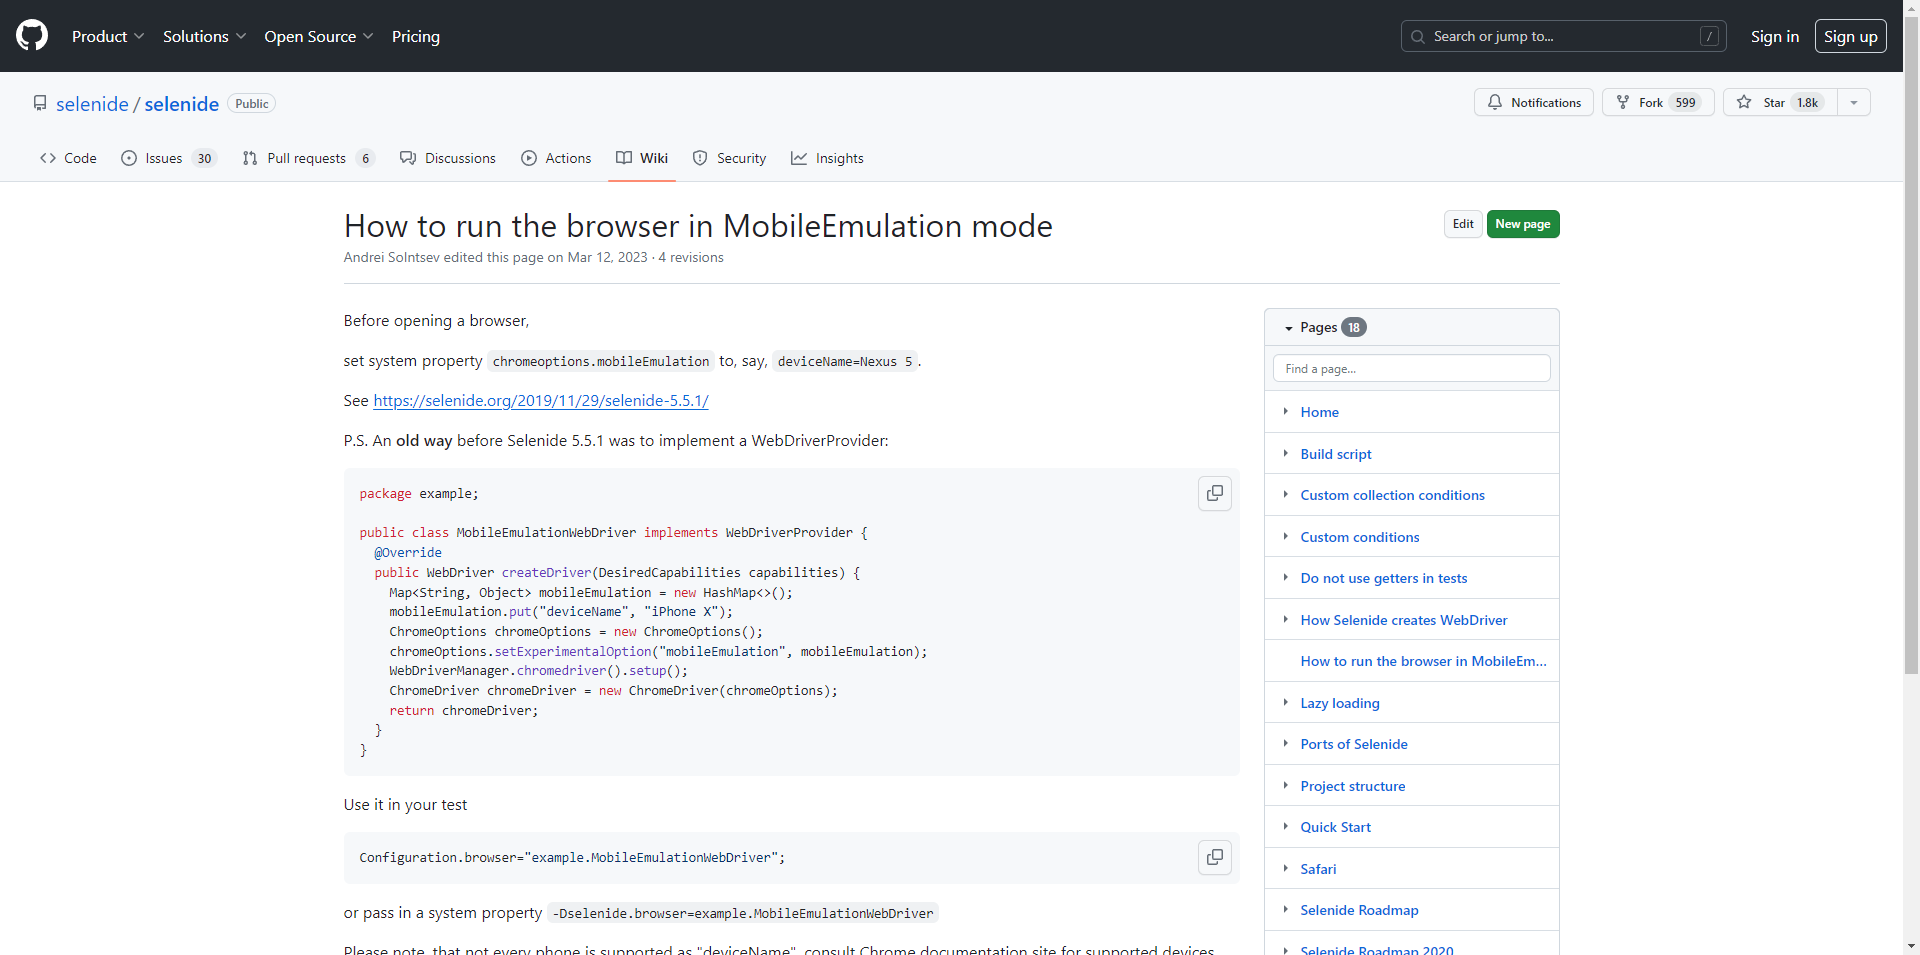 Product Solutions Open Source Pricing Search or jump to... / Sign in Sign up
selenide / selenide Public Notifications Fork 599 Star 1.8k
Code Issues 30 Pull requests 6 Discussions Actions Wiki Security Insights
How to run the browser in MobileEmulation mode
Edit New page
Andrei Solntsev edited this page on Mar 12, 2023 · 4 revisions
Before opening a browser,
set system property chromeoptions.mobileEmulation to, say, deviceName=Nexus 5.
See https://selenide.org/2019/11/29/selenide-5.5.1/
P.S. An old way before Selenide 5.5.1 was to implement a WebDriverProvider:
package example;
public class MobileEmulationWebDriver implements WebDriverProvider {
@Override
public WebDriver createDriver(DesiredCapabilities capabilities) {
Map<String, Object> mobileEmulation = new HashMap<>();
mobileEmulation.put("deviceName", "iPhone X");
ChromeOptions chromeOptions = new ChromeOptions();
chromeOptions.setExperimentalOption("mobileEmulation", mobileEmulation);
WebDriverManager.chromedriver().setup();
ChromeDriver chromeDriver = new ChromeDriver(chromeOptions);
return chromeDriver;
}
}
Use it in your test
Configuration.browser="example.MobileEmulationWebDriver";
or pass in a system property -Dselenide.browser=example.MobileEmulationWebDriver
Please note, that not every phone is supported as "deviceName", consult Chrome documentation site for supported devices
Pages 18
Find a page...
Home
Build script
Custom collection conditions
Custom conditions
Do not use getters in tests
How Selenide creates WebDriver
How to run the browser in MobileEm...
Lazy loading
Ports of Selenide
Project structure
Quick Start
Safari
Selenide Roadmap
Selenide Roadmap 2020